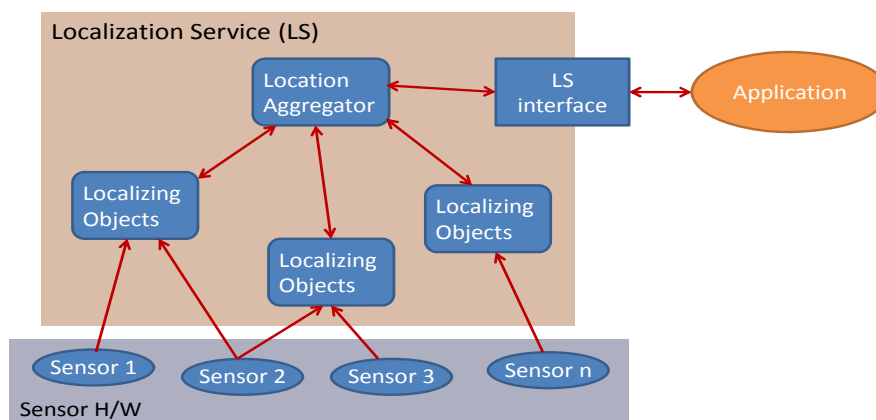 Localization Service (LS)
Location
Aggregator
LS
interface
Application
Localizing
Objects
Localizing
Objects
Localizing
Objects
Sensor 1
Sensor 2
Sensor 3
Sensor n
Sensor H/W